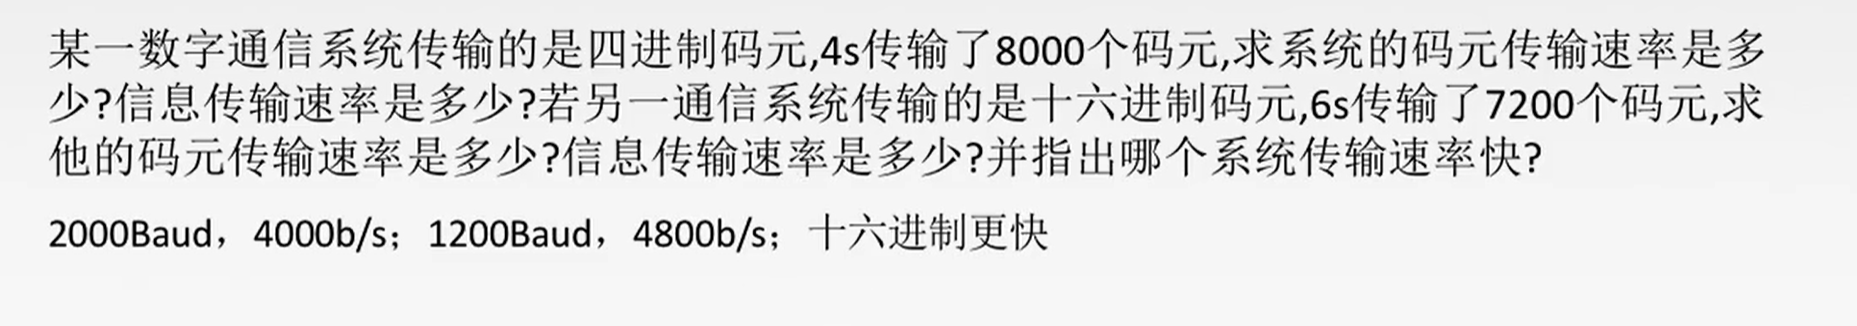 某一数字通信系统传输的是四进制码元,4s传输了8000个码元,求系统的码元传输速率是多
少?信息传输速率是多少?若另一通信系统传输的是十六进制码元,6s传输了7200个码元,求
他的码元传输速率是多少?信息传输速率是多少?并指出哪个系统传输速率快?
2000Baud，4000b/s；1200Baud，4800b/s；十六进制更快